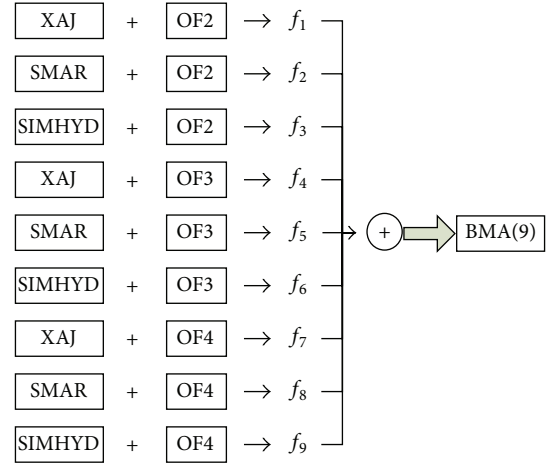 XAJ + OF2 → f₁
SMAR + OF2 → f₂
SIMHYD + OF2 → f₃
XAJ + OF3 → f₄
SMAR + OF3 → f₅ + BMA(9)
SIMHYD + OF3 → f₆
XAJ + OF4 → f₇
SMAR + OF4 → f₈
SIMHYD + OF4 → f₉